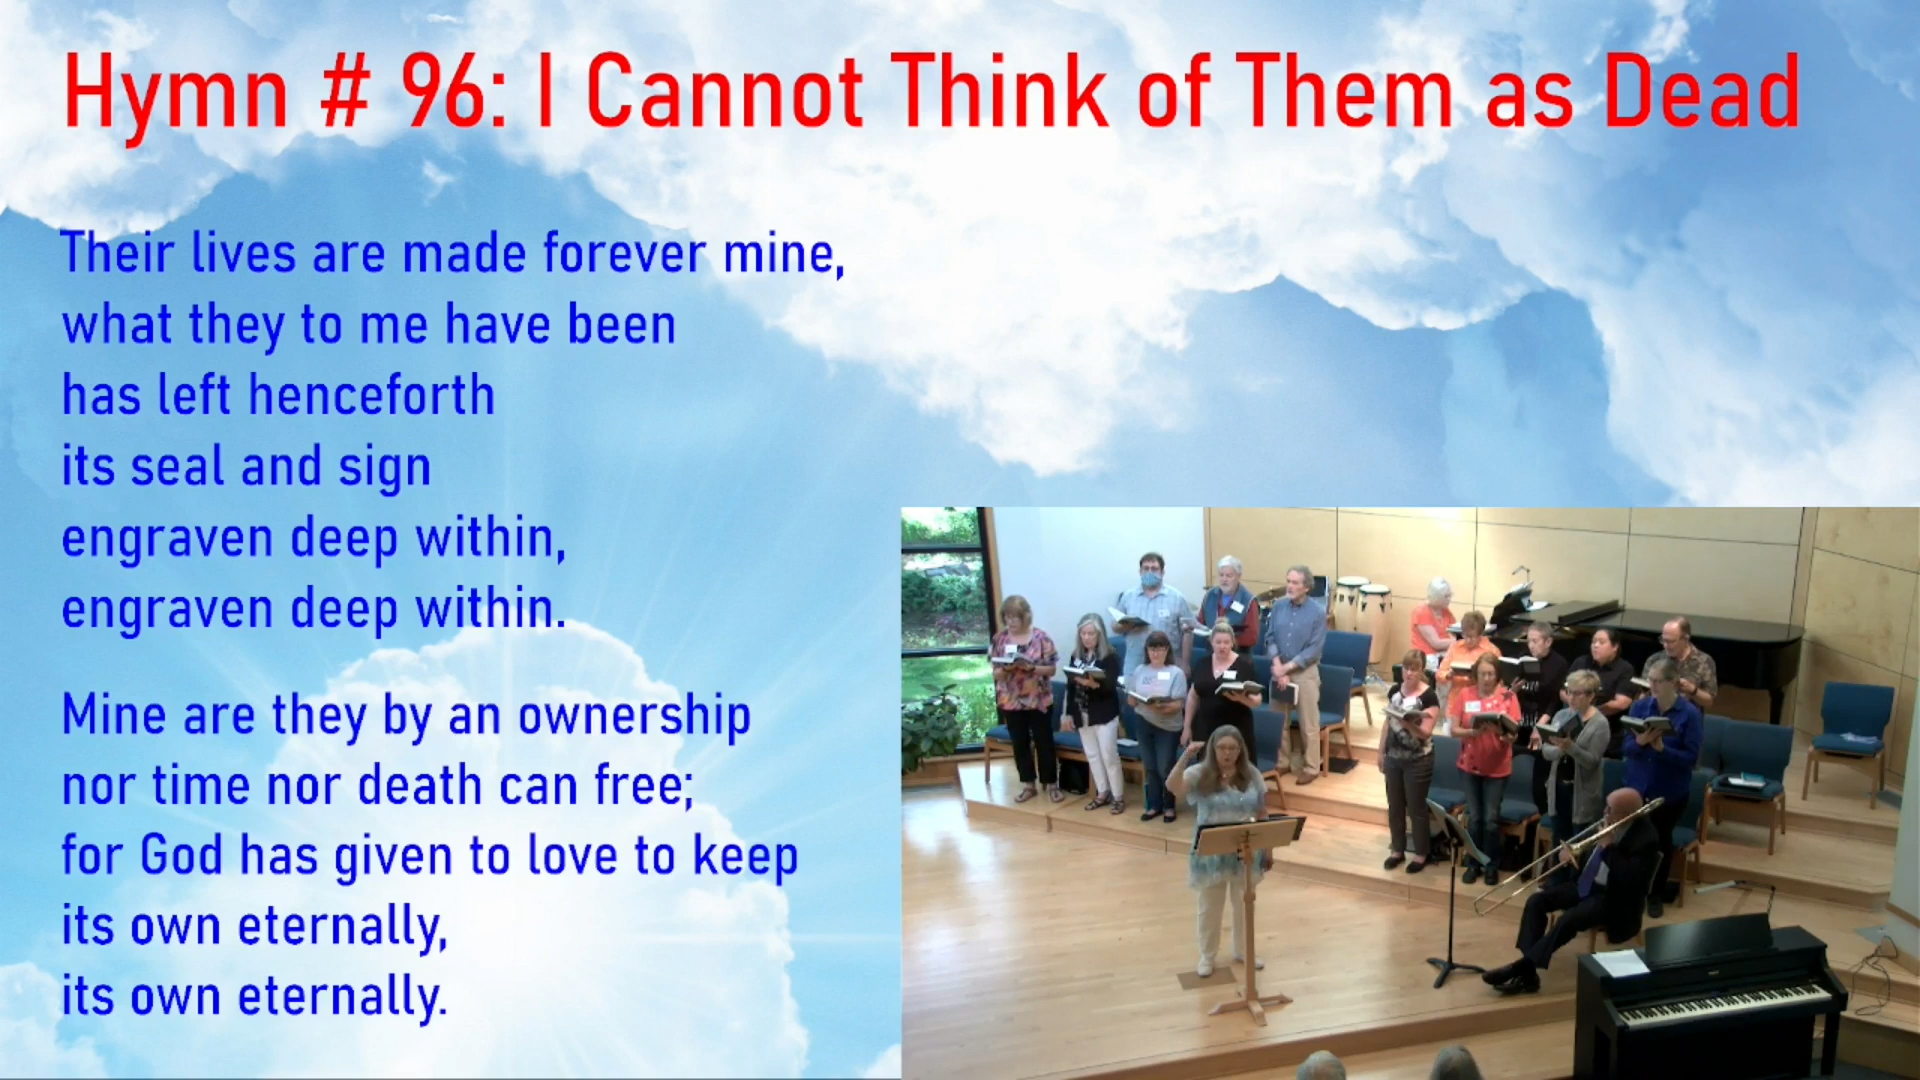 Hymn # 96: I Cannot Think of Them as Dead
Their lives are made forever mine,
what they to me have been
has left henceforth
its seal and sign
engraven deep within,
engraven deep within.
Mine are they by an ownership
nor time nor death can free;
for God has given to love to keep
its own eternally,
its own eternally.